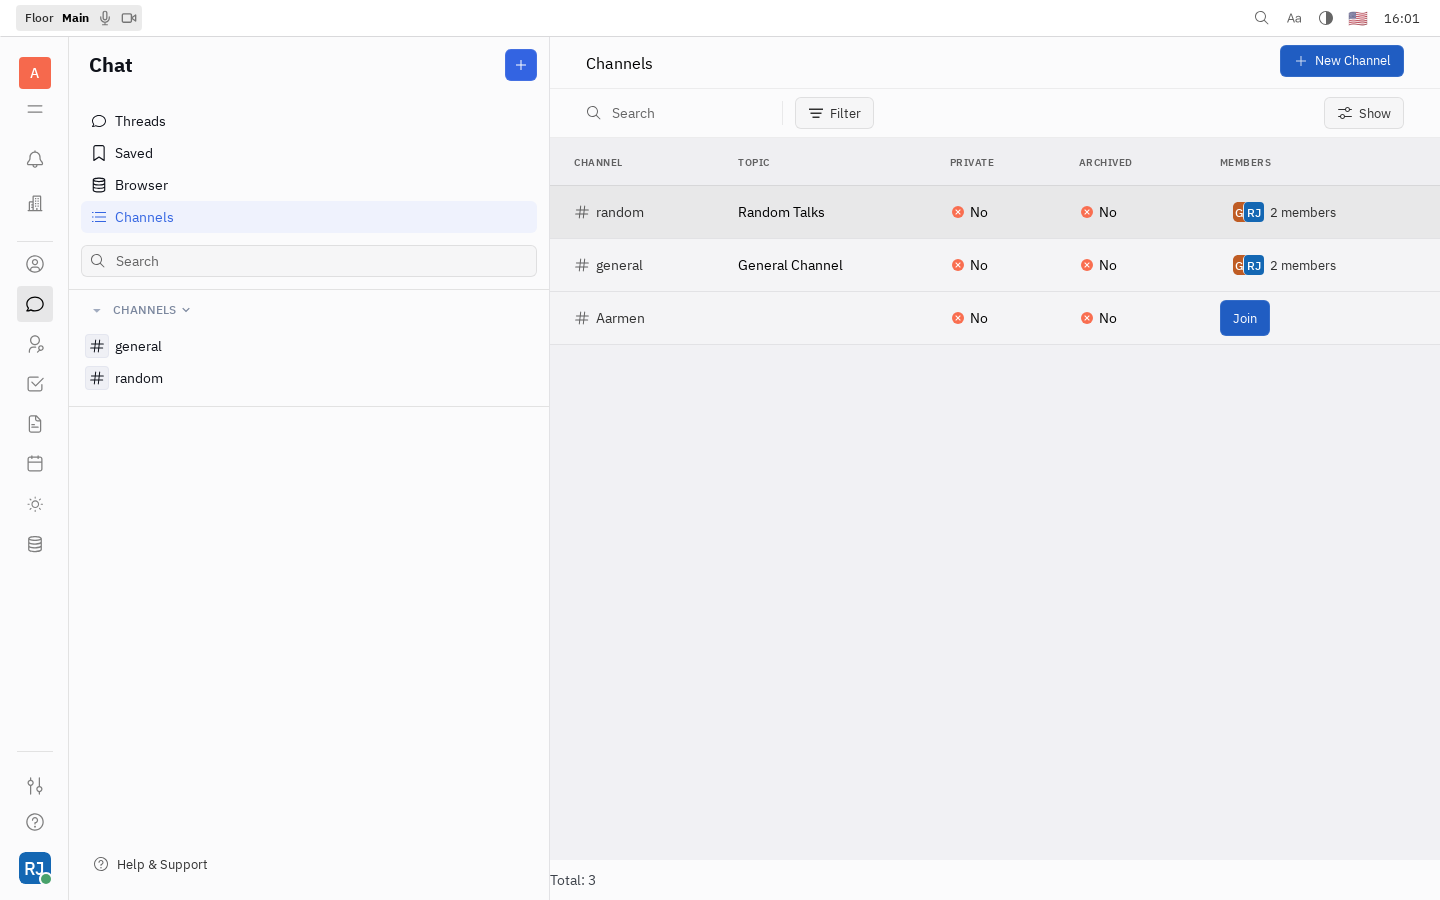 Floor Main
Aa
16:01
A
Chat
Threads
Saved
Browser
Channels
Search
CHANNELS
general
random
Help & Support
RJ
Channels
New Channel
Search
Filter
Show
CHANNEL TOPIC PRIVATE ARCHIVED MEMBERS
random Random Talks No No G RJ 2 members
general General Channel No No G RJ 2 members
Aarmen No No Join
Total: 3